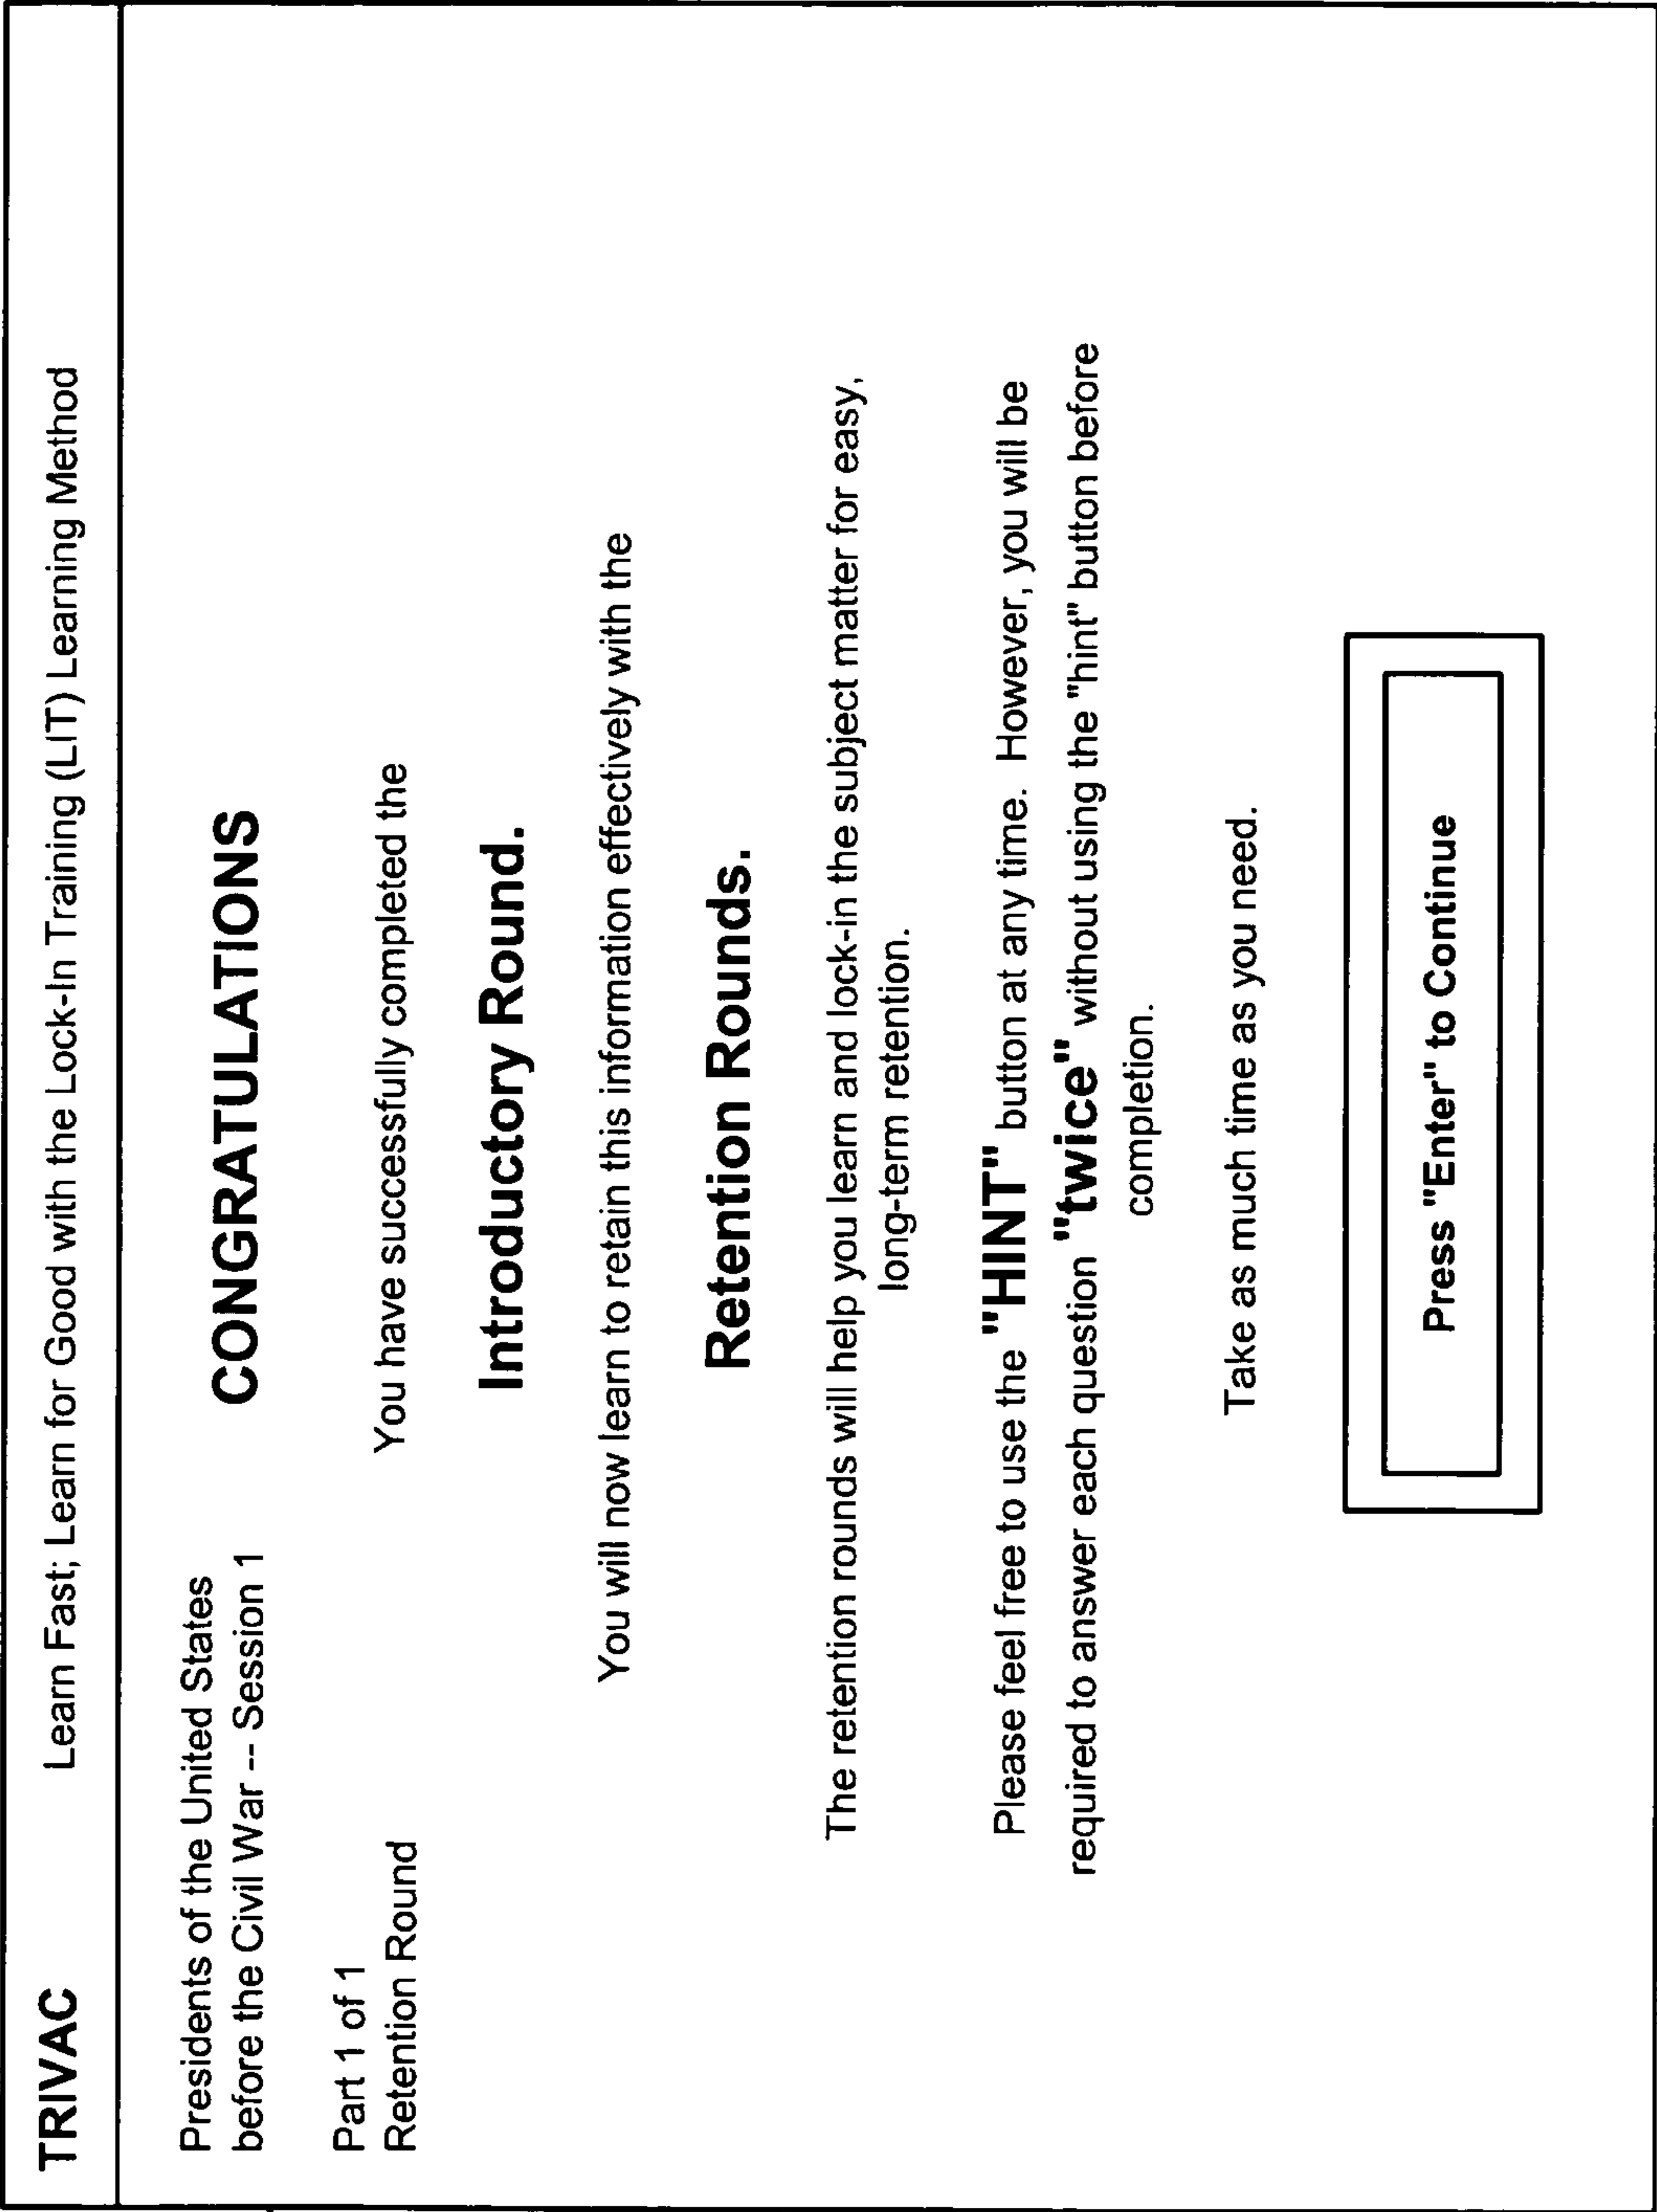 TRIVAC
Learn Fast; Learn for Good with the Lock-In Training (LIT) Learning Method
Presidents of the United States
before the Civil War -- Session 1
Part 1 of 1
Retention Round
CONGRATULATIONS
You have successfully completed the
Introductory Round.
You will now learn to retain this information effectively with the
Retention Rounds.
The retention rounds will help you learn and lock-in the subject matter for easy,
long-term retention.
Please feel free to use the "HINT" button at any time. However, you will be
required to answer each question "twice" without using the "hint" button before
completion.
Take as much time as you need.
Press "Enter" to Continue